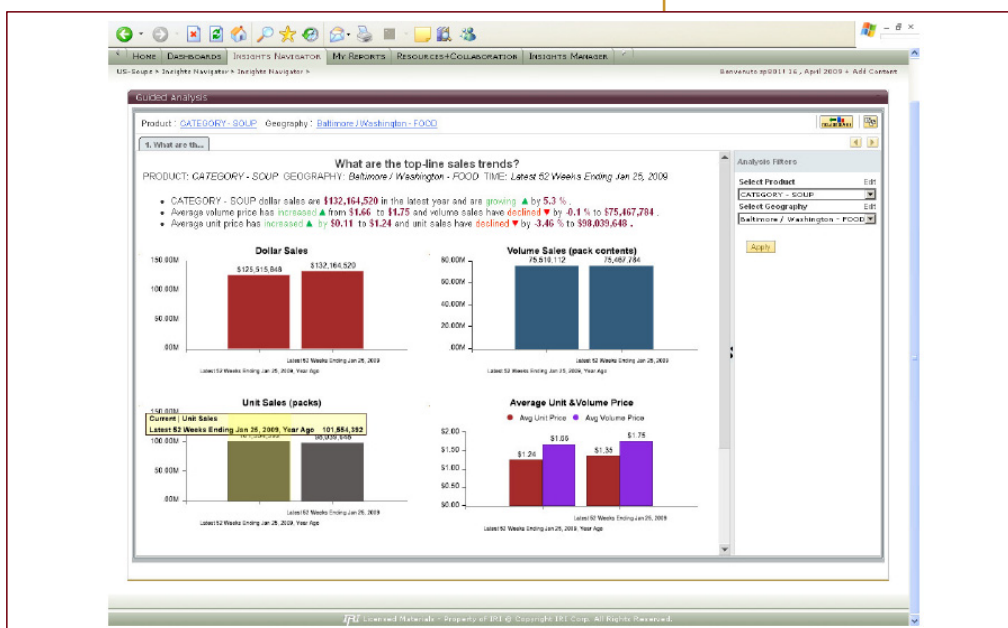 HOME DASHBOARDS INSIGHTS NAVIGATOR MY REPORTS RESOURCES+COLLABORATION INSIGHTS MANAGER
US-Soups > Insights Navigator > Insights Navigator >
16, April 2009 + Add Content
Guided Analysis
Product : CATEGORY - SOUP Geography : Baltimore / Washington - FOOD
1. What are th...
What are the top-line sales trends?
PRODUCT: CATEGORY - SOUP GEOGRAPHY: Baltimore / Washington - FOOD TIME: Latest 52 Weeks Ending Jan 25, 2009
• CATEGORY - SOUP dollar sales are $132,164,520 in the latest year and are growing ▲ by 5.3 % .
• Average volume price has increased ▲ from $1.66 to $1.75 and volume sales have declined ▼ by -0.1 % to $75,467,784 .
• Average unit price has increased ▲ by $0.11 to $1.24 and unit sales have declined ▼ by -3.46 % to $98,039,648 .
Analysis Filters
Select Product Edit
CATEGORY - SOUP
Select Geography Edit
Baltimore / Washington - FOOD
Apply
Dollar Sales
150.00M
100.00M
50.00M
.00M
$132,164,520
Latest 52 Weeks Ending Jan 25, 2009
Latest 52 Weeks Ending Jan 25, 2009, Year Ago
Volume Sales (pack contents)
80.00M
60.00M
40.00M
20.00M
.00M
75,510,112 75,467,784
Latest 52 Weeks Ending Jan 25, 2009
Latest 52 Weeks Ending Jan 25, 2009, Year Ago
Unit Sales (packs)
150.00M
Current | Unit Sales
Latest 52 Weeks Ending Jan 25, 2009, Year Ago 101,554,392
100.00M
50.00M
.00M
98,039,648
Latest 52 Weeks Ending Jan 25, 2009
Latest 52 Weeks Ending Jan 25, 2009, Year Ago
Average Unit &Volume Price
Avg Unit Price Avg Volume Price
$2.00
$1.50
$1.00
$0.50
$0.00
$1.24 $1.66 $1.35 $1.75
Latest 52 Weeks Ending Jan 25, 2009
Latest 52 Weeks Ending Jan 25, 2009, Year Ago
IRI Licensed Materials - Property of IRI © Copyright IRI Corp. All Rights Reserved.